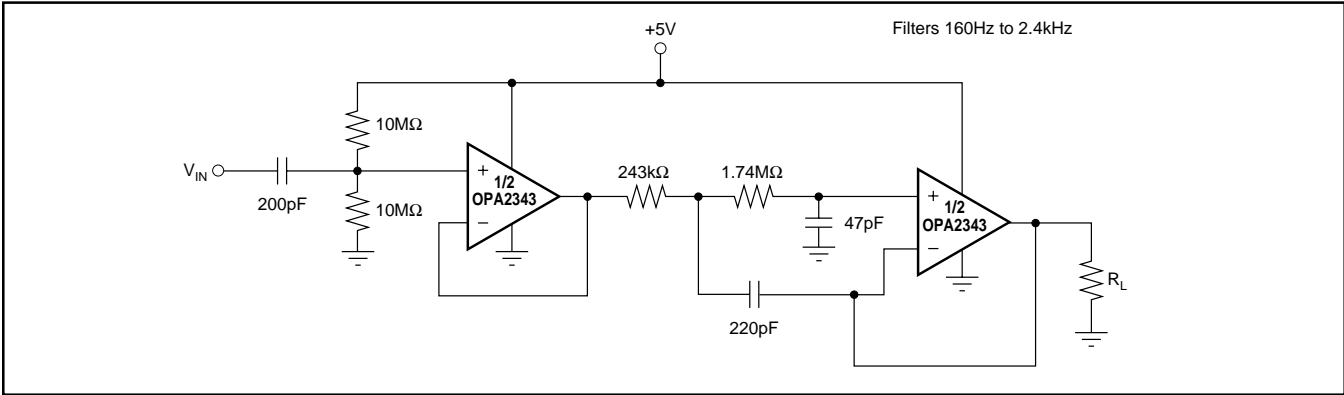 +5V
Filters 160Hz to 2.4kHz
10MΩ
V_IN
200pF
10MΩ
+
1/2
OPA2343
−
243kΩ
1.74MΩ
47pF
220pF
+
1/2
OPA2343
−
R_L